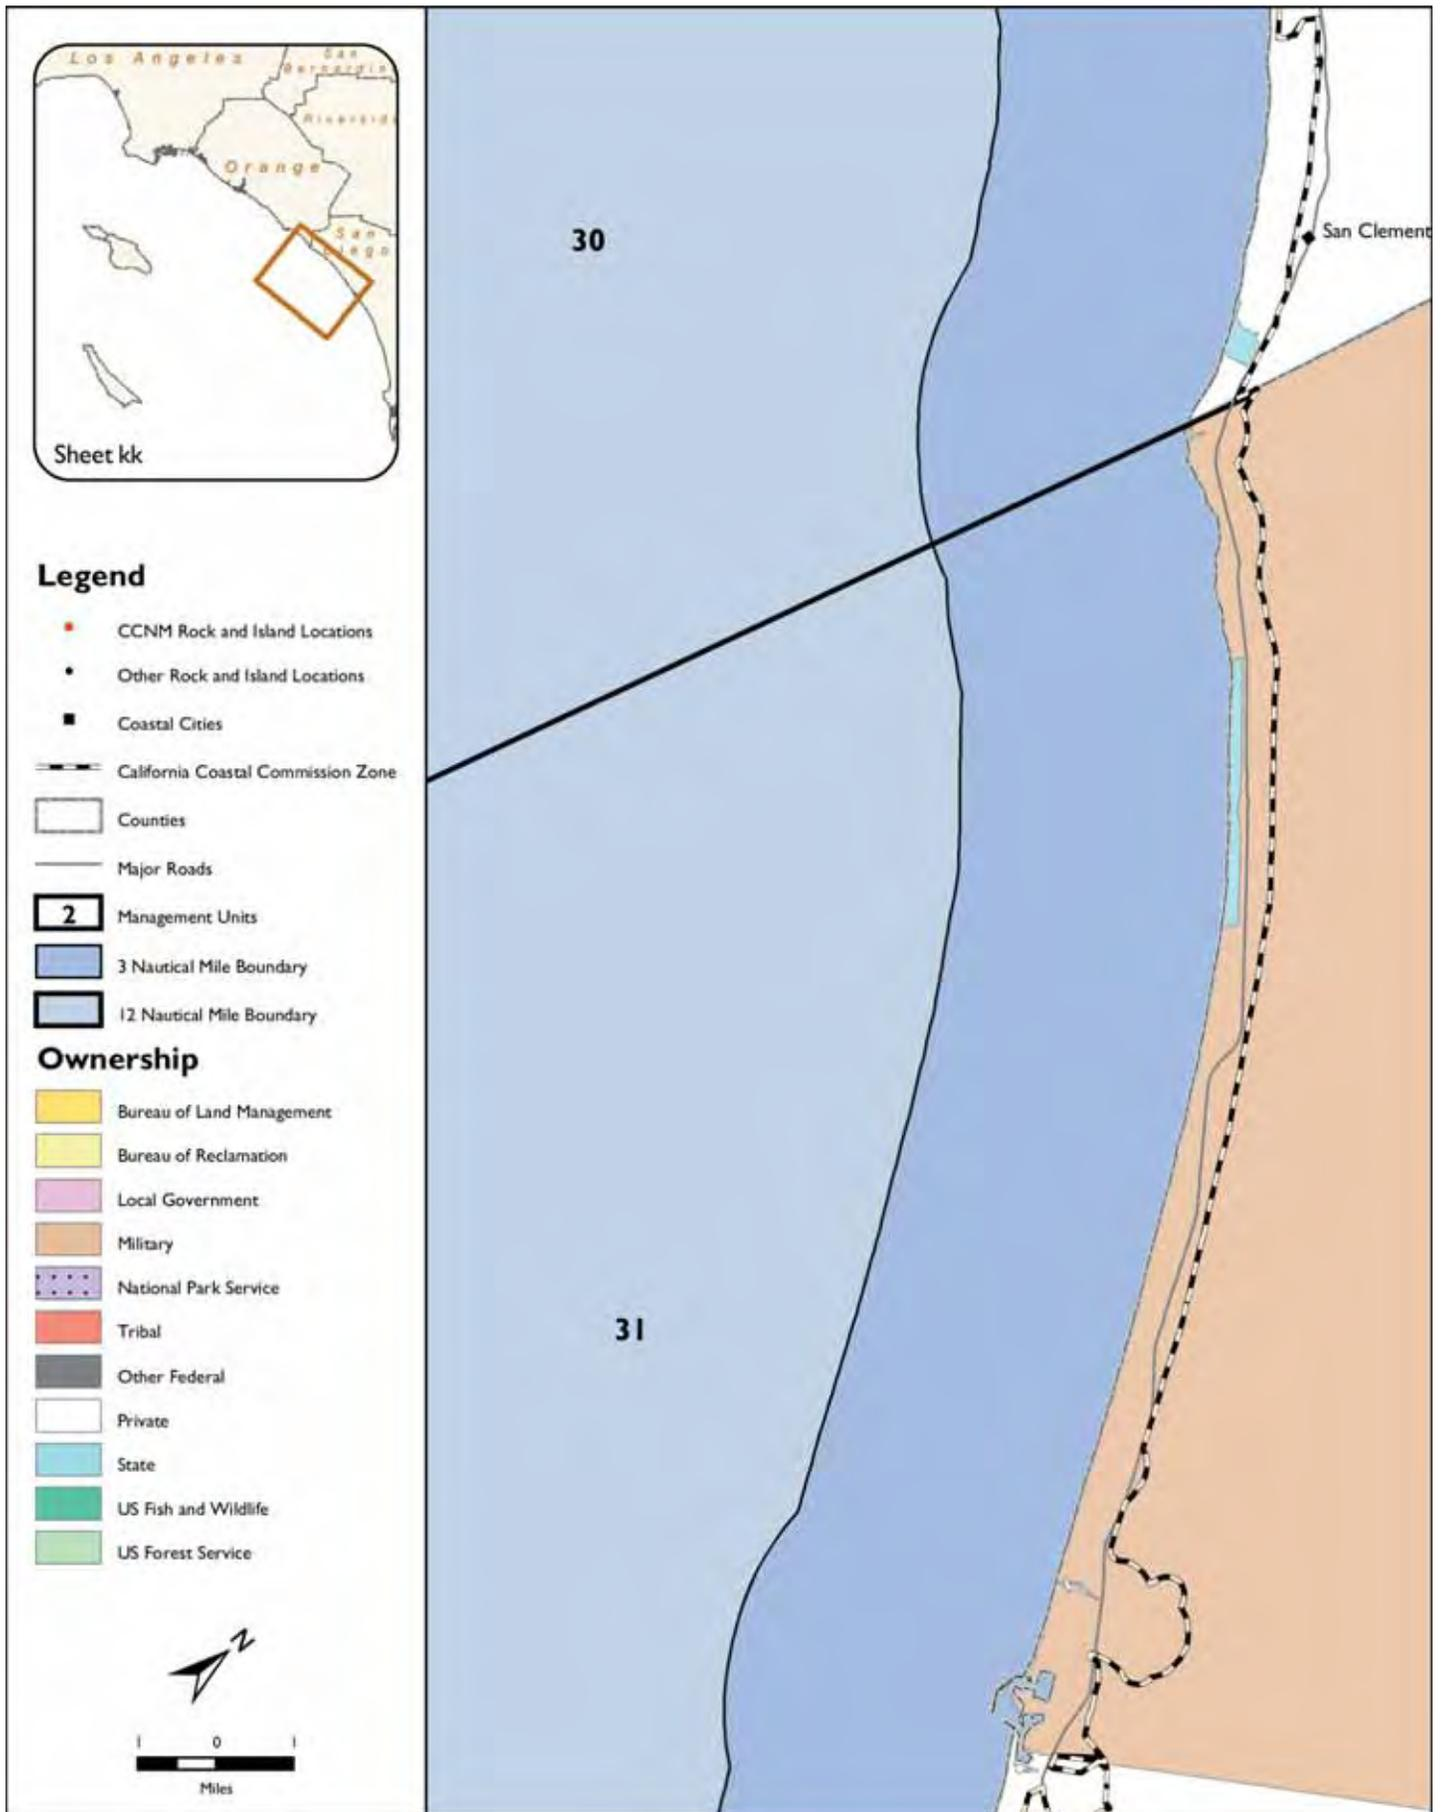 Los Angeles
San
Bernardin
Riversid
Orange
San
Diego
Sheet kk
Legend
CCNM Rock and Island Locations
Other Rock and Island Locations
Coastal Cities
California Coastal Commission Zone
Counties
Major Roads
2 Management Units
3 Nautical Mile Boundary
12 Nautical Mile Boundary
Ownership
Bureau of Land Management
Bureau of Reclamation
Local Government
Military
National Park Service
Tribal
Other Federal
Private
State
US Fish and Wildlife
US Forest Service
N
1 0 1
Miles
30
San Clement
31